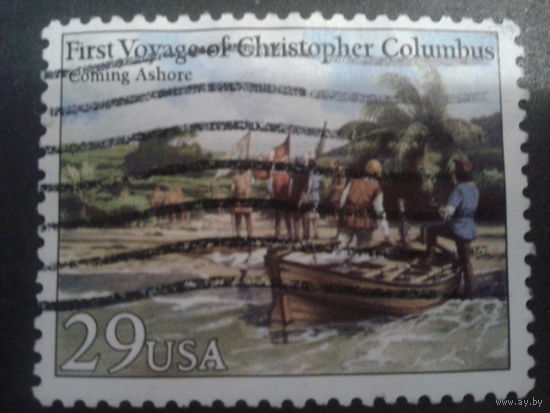 First Voyage of Christopher Columbus
Coming Ashore
29USA
www.ay.by